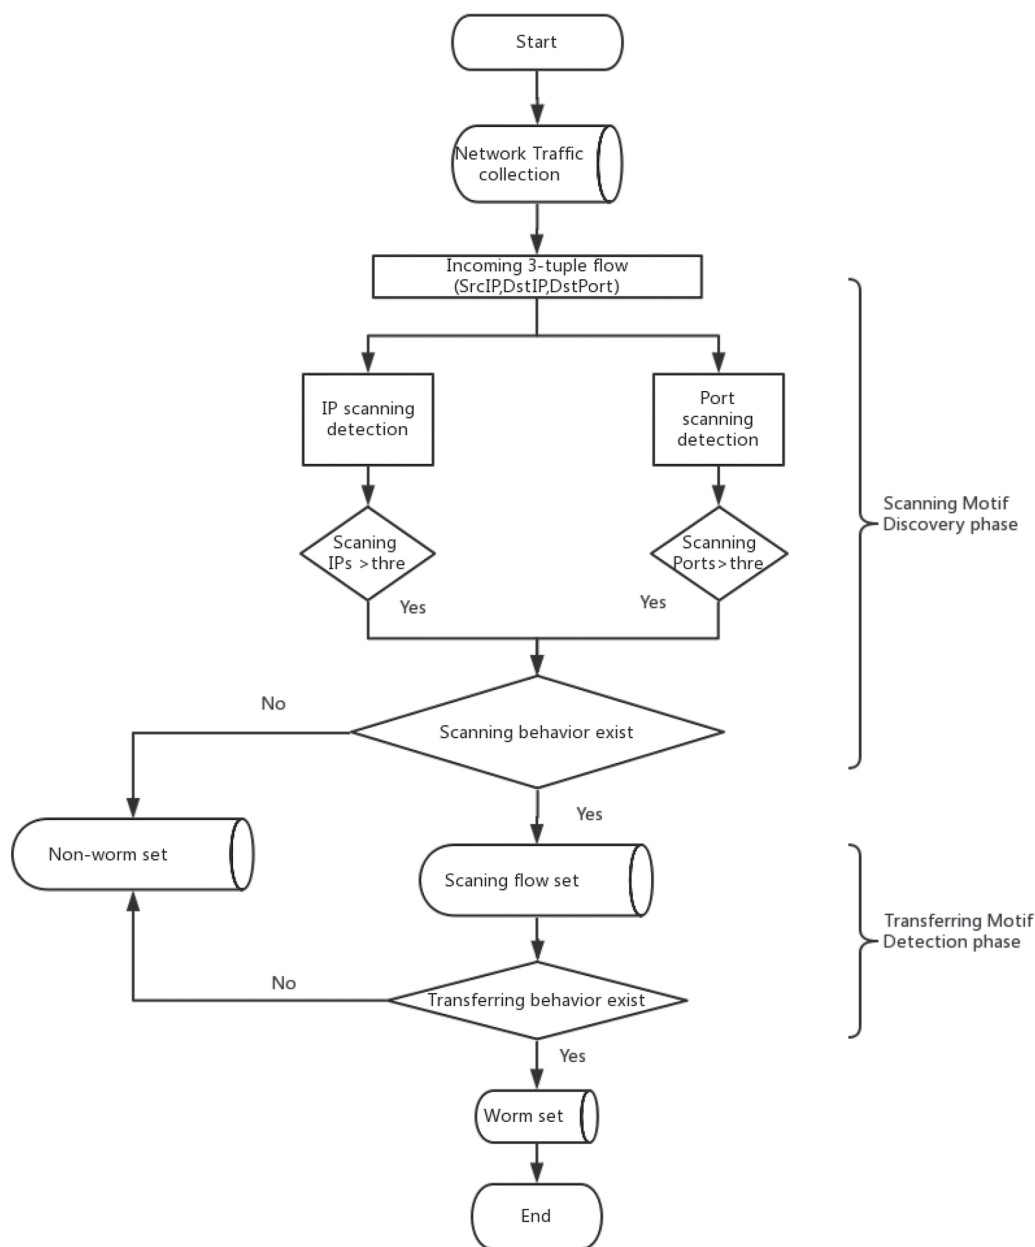 Start
Network Traffic
collection
Incoming 3-tuple flow
(SrcIP,DstIP,DstPort)
IP scanning
detection
Port
scanning
detection
Scaning
IPs >thre
Scanning
Ports>thre
Scanning Motif
Discovery phase
Yes
Yes
No
Scanning behavior exist
Yes
Non-worm set
Scaning flow set
Transferring Motif
Detection phase
No
Transferring behavior exist
Yes
Worm set
End